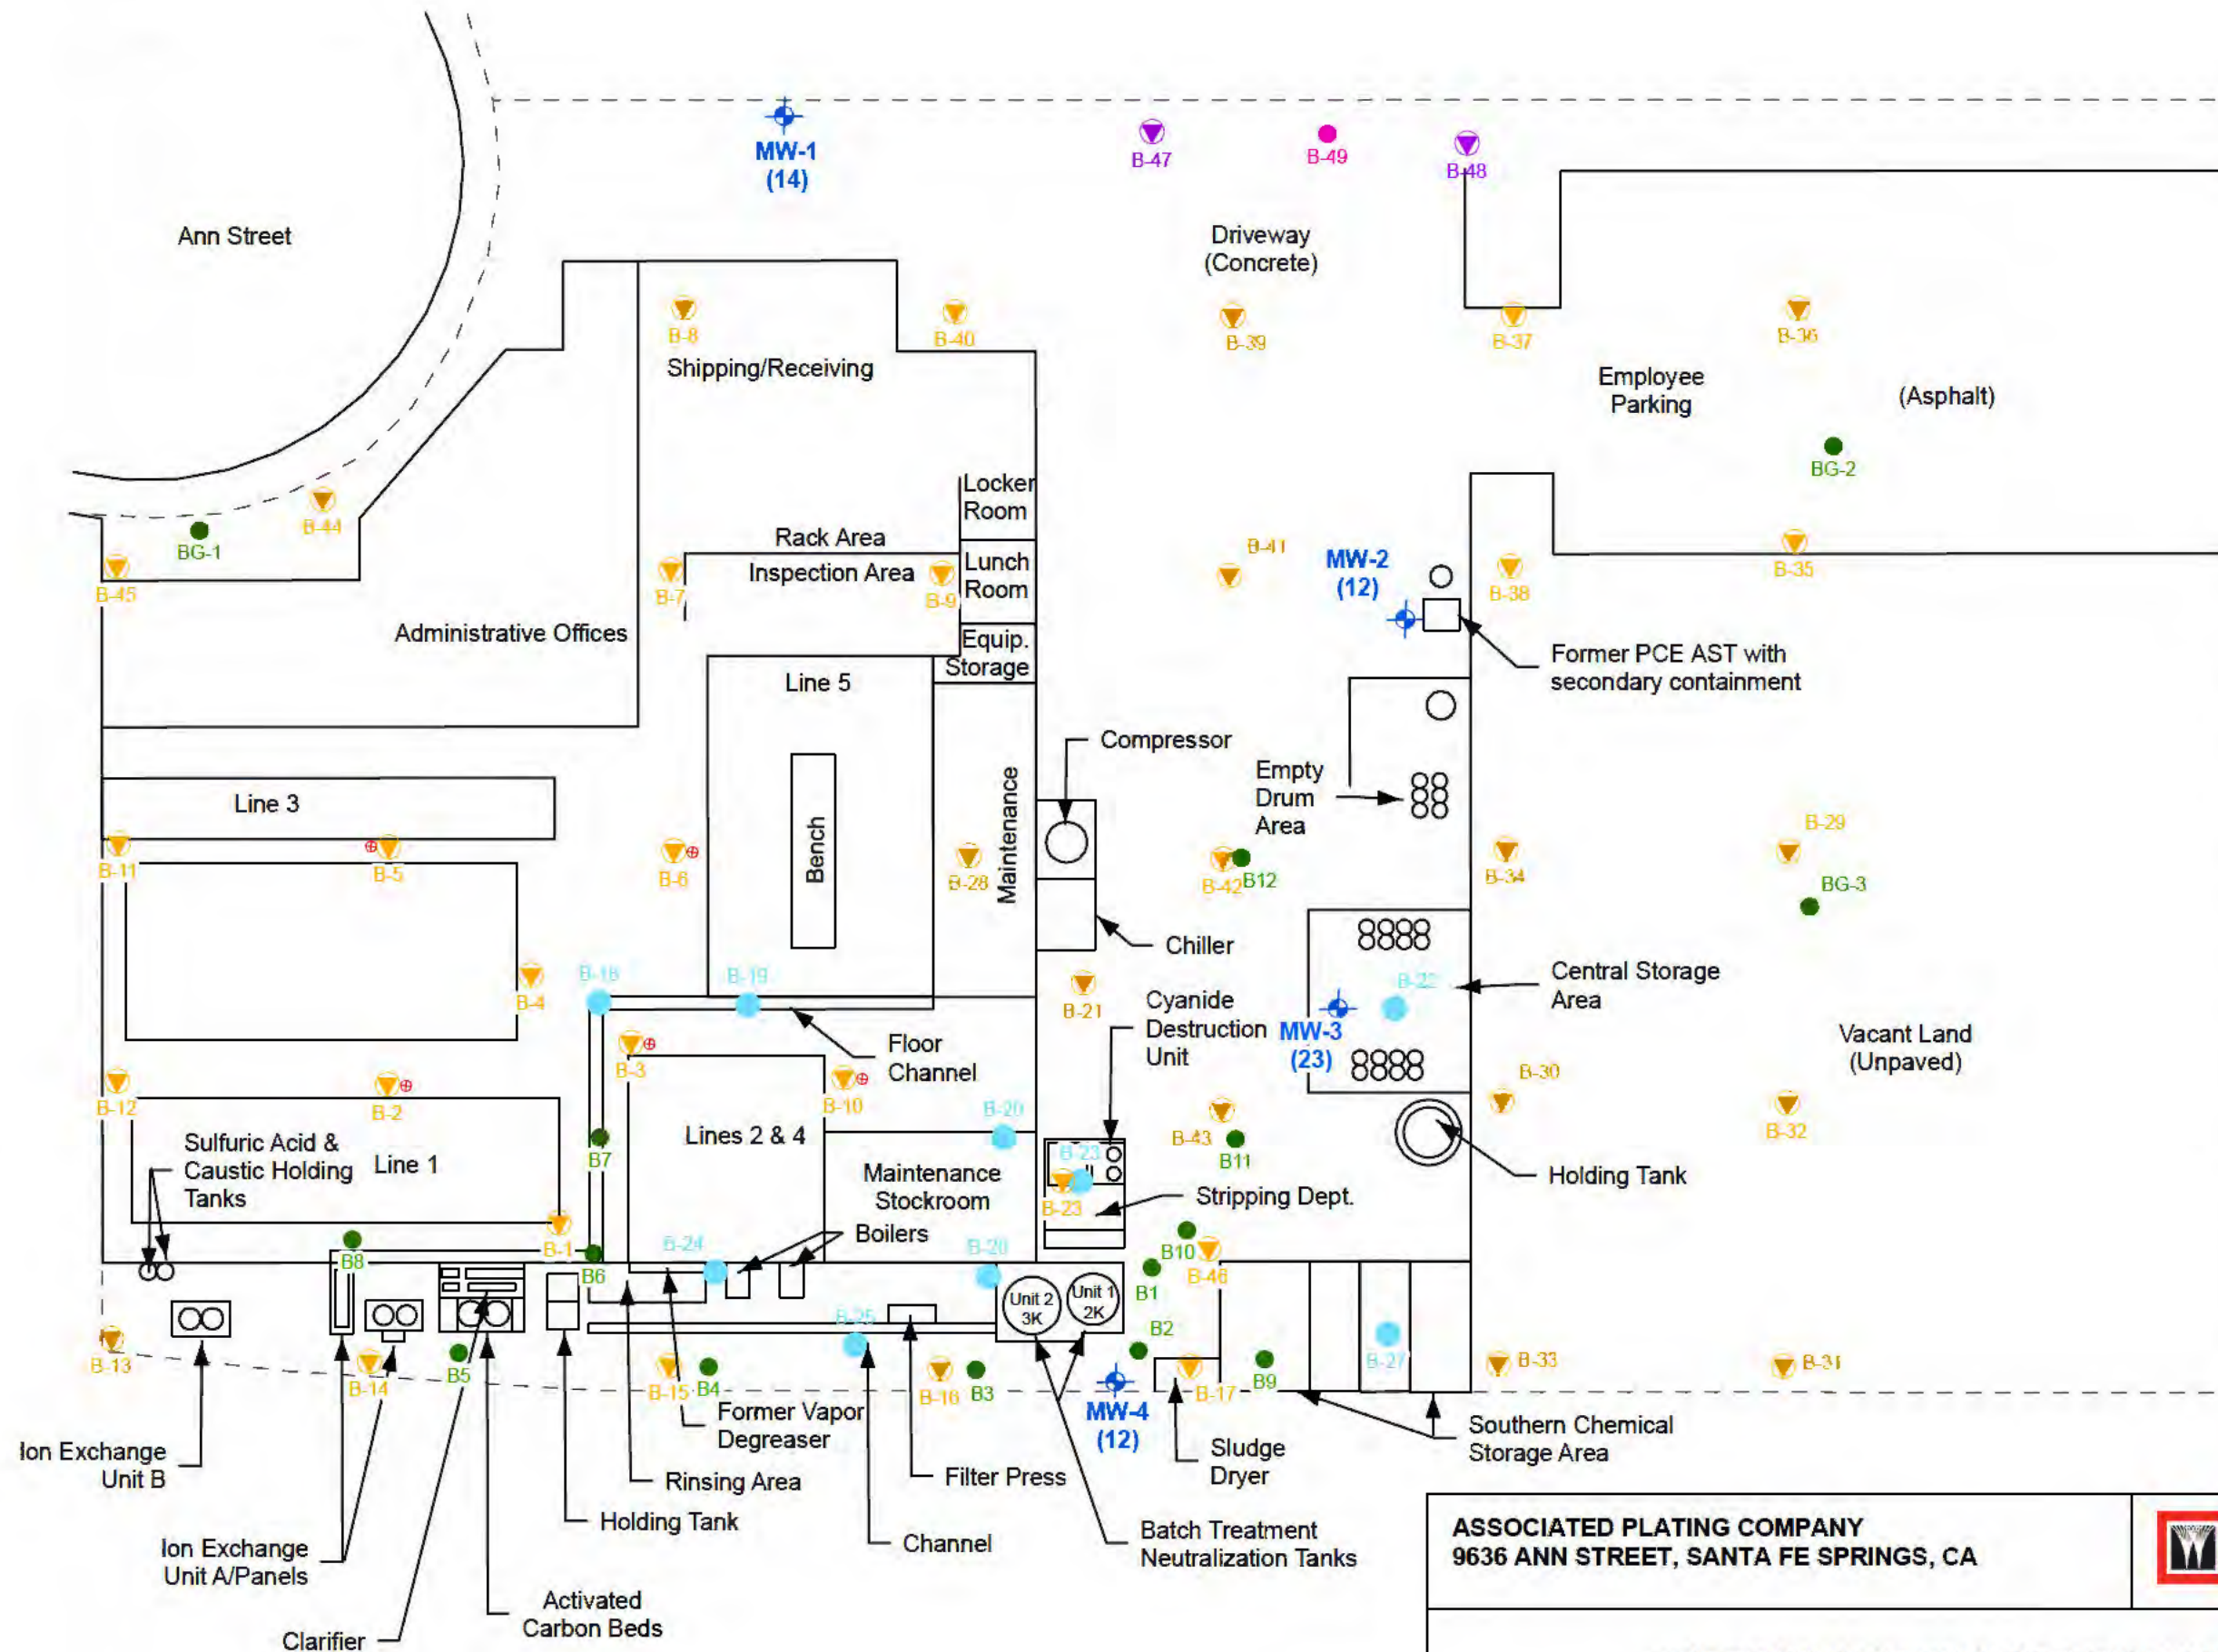 MW-1
(14)
B-47
B-49
B-48
Ann Street
Driveway
(Concrete)
B-8
B-40
B-39
B-37
B-36
Shipping/Receiving
Employee
Parking
(Asphalt)
BG-2
Locker
Room
B-44
BG-1
Rack Area
B-41
MW-2
(12)
B-35
B-45
B-7
Inspection Area
B-9
Lunch
Room
B-38
Administrative Offices
Equip.
Storage
Former PCE AST with
secondary containment
Line 5
Compressor
Empty
Drum
Area
Line 3
Bench
Maintenance
B-11
B-5
B-6
B-28
B-42
B12
B-34
B-29
BG-3
Chiller
B-4
B-18
B-19
B-21
Cyanide
Destruction
Unit
MW-3
(23)
B-22
Central Storage
Area
Vacant Land
(Unpaved)
Floor
Channel
B-3
B-10
B-12
B-2
B-20
B-30
B-32
Sulfuric Acid &
Caustic Holding
Tanks
Line 1
Lines 2 & 4
B7
B-43
B11
Holding Tank
Maintenance
Stockroom
B-23
B-23
Stripping Dept.
B-1
B8
B6
B-24
Boilers
B10
B-46
Unit 2
3K
Unit 1
2K
B1
B2
B-25
B-13
B-14
B5
B-15
B4
B-16
B3
MW-4
(12)
B-17
B9
B-27
B-33
B-31
Former Vapor
Degreaser
Sludge
Dryer
Southern Chemical
Storage Area
Ion Exchange
Unit B
Rinsing Area
Filter Press
Holding Tank
Channel
Batch Treatment
Neutralization Tanks
Ion Exchange
Unit A/Panels
Activated
Carbon Beds
Clarifier
ASSOCIATED PLATING COMPANY
9636 ANN STREET, SANTA FE SPRINGS, CA